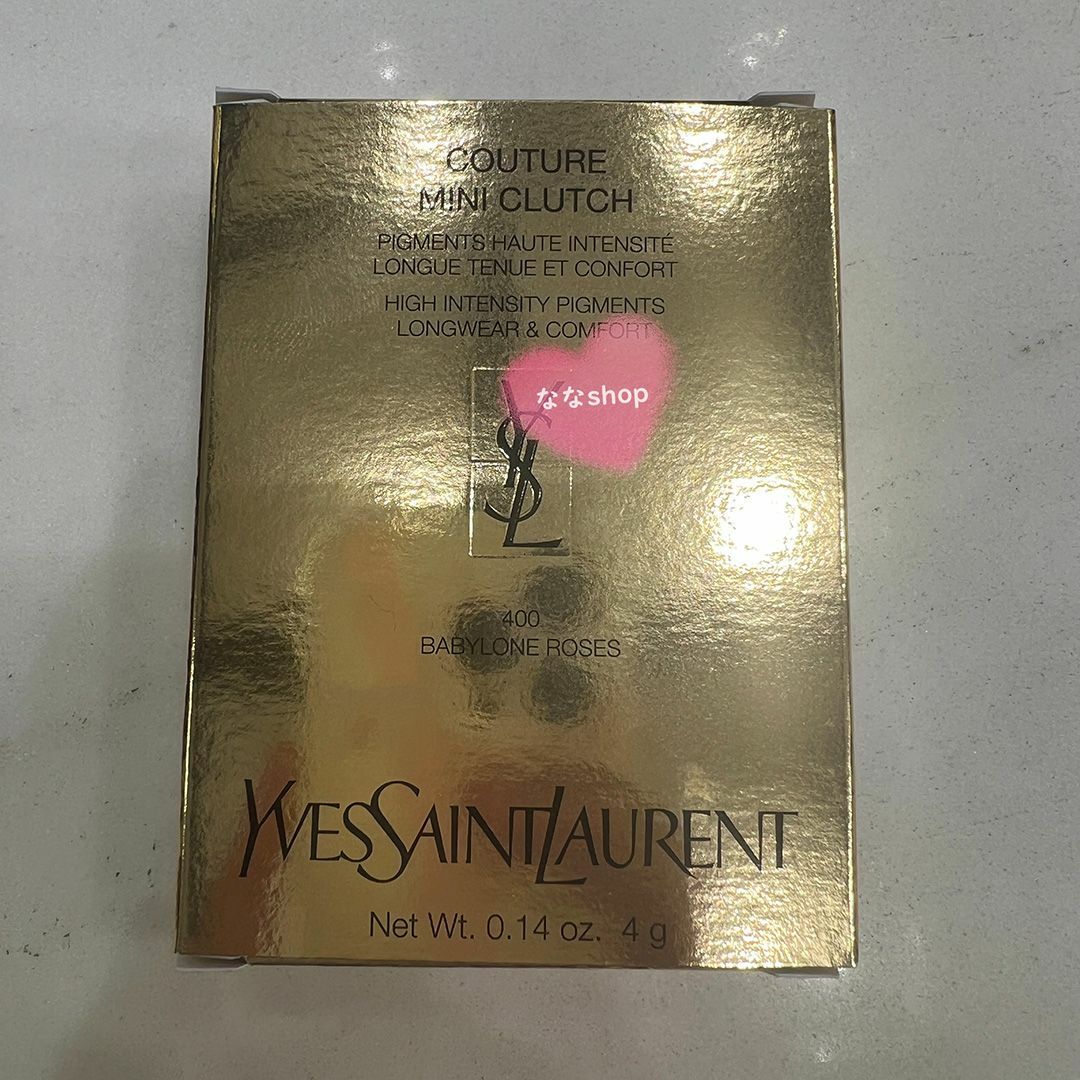 COUTURE
MINI CLUTCH
PIGMENTS HAUTE INTENSITÉ
LONGUE TENUE ET CONFORT
HIGH INTENSITY PIGMENTS
LONGWEAR & COMFORT
ななshop
YSL
400
BABYLONE ROSES
YVESSAINTLAURENT
Net Wt. 0.14 oz. 4 g